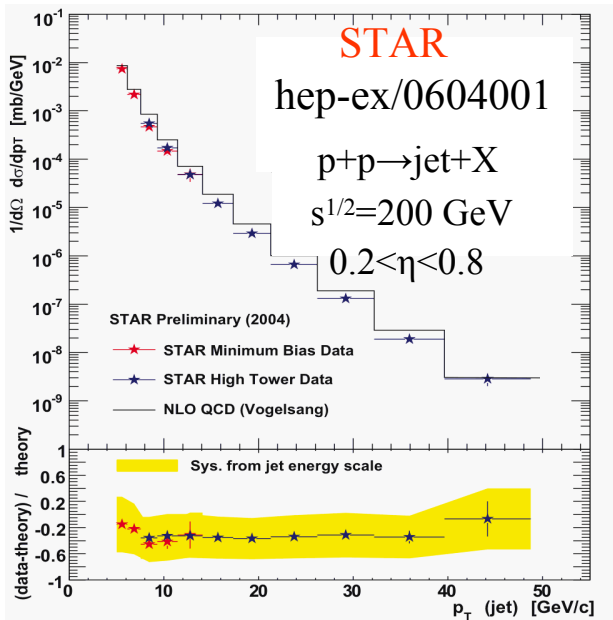 STAR
hep-ex/0604001
p+p→jet+X
s^1/2=200 GeV
0.2<η<0.8
1/dΩ dσ/dpT [mb/GeV]
10^-2
10^-3
10^-4
10^-5
10^-6
10^-7
10^-8
10^-9
STAR Preliminary (2004)
STAR Minimum Bias Data
STAR High Tower Data
NLO QCD (Vogelsang)
(data-theory) / theory
1
0.6
0.2
-0.2
-0.6
-1
Sys. from jet energy scale
0 10 20 30 40 50
p_T (jet) [GeV/c]